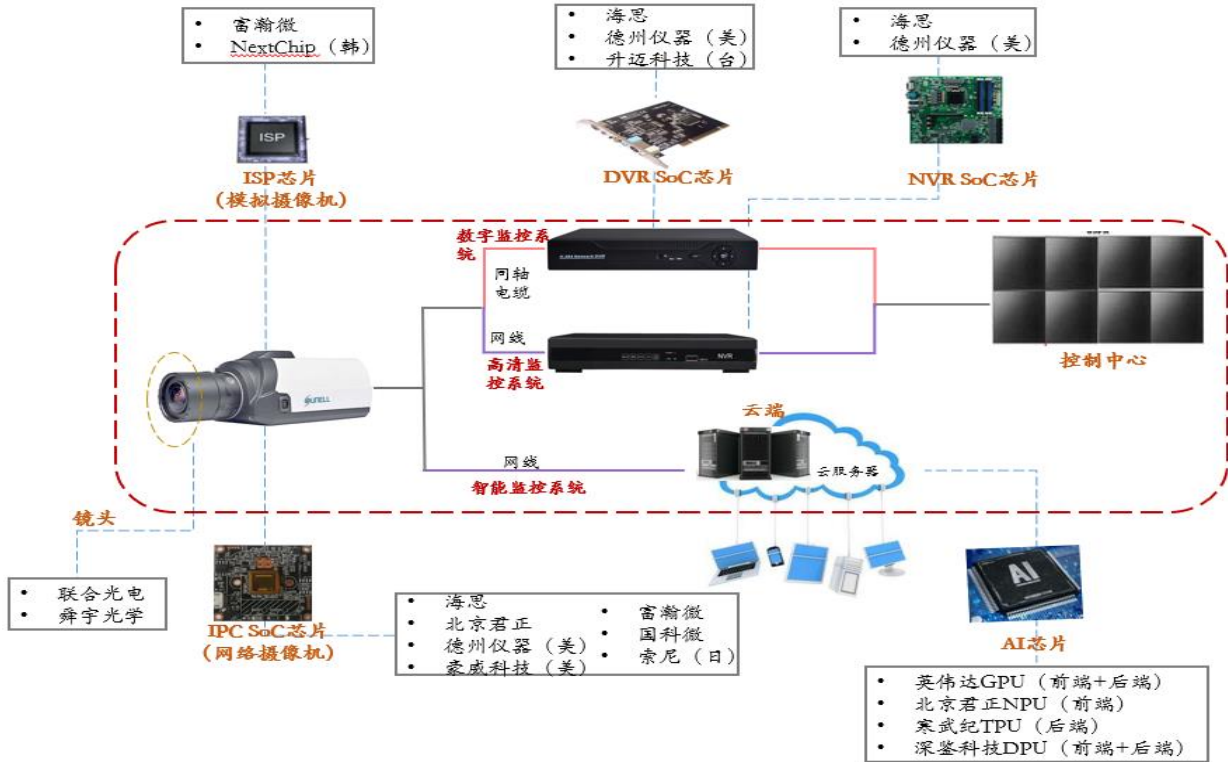 • 富瀚微
• NextChip（韩）
• 海思
• 德州仪器（美）
• 升迈科技（台）
• 海思
• 德州仪器（美）
ISP
ISP芯片
(模拟摄像机)
DVR SoC芯片
NVR SoC芯片
数字监控系
统
同轴
电缆
网线
高清监
控系统
NVR
控制中心
SUNELL
云端
云服务器
网线
智能监控系统
镜头
• 联合光电
• 舜宇光学
IPC SoC芯片
(网络摄像机)
• 海思
• 北京君正
• 德州仪器（美）
• 豪威科技（美）
• 富瀚微
• 国科微
• 索尼（日）
AI
AI芯片
• 英伟达GPU（前端+后端）
• 北京君正NPU（前端）
• 寒武纪TPU（后端）
• 深鉴科技DPU（前端+后端）